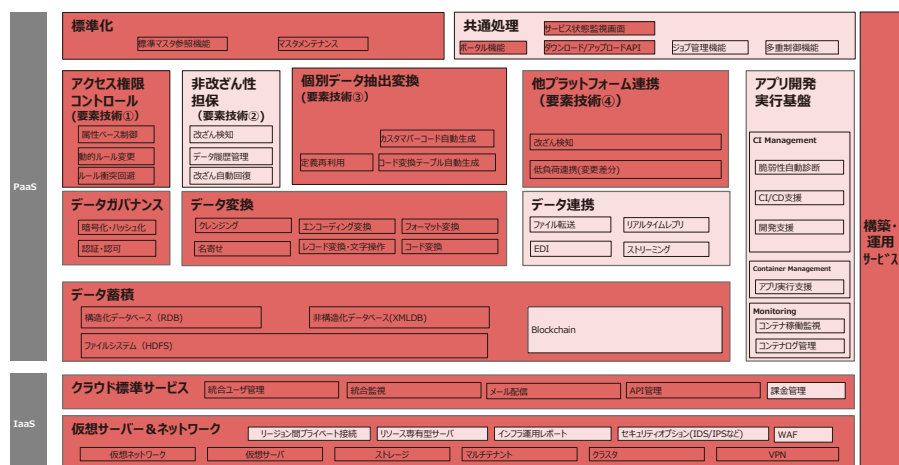 標準化
標準マスタ参照機能
マスタメンテナンス
共通処理
サービス状態監視画面
ポータル機能
ダウンロード/アップロードAPI
ジョブ管理機能
多重制御機能
PaaS
アクセス権限
コントロール
(要素技術①)
属性ベース制御
動的ルール変更
ルール衝突回避
非改ざん性
担保
(要素技術②)
改ざん検知
データ履歴管理
改ざん自動回復
個別データ抽出変換
(要素技術③)
カスタマバーコード自動生成
定義再利用
コード変換テーブル自動生成
他プラットフォーム連携
(要素技術④)
改ざん検知
低負荷連携(変更差分)
アプリ開発
実行基盤
CI Management
脆弱性自動診断
CI/CD支援
開発支援
Container Management
アプリ実行支援
Monitoring
コンテナ稼働監視
コンテナログ管理
データガバナンス
暗号化・ハッシュ化
認証・認可
データ変換
クレンジング
エンコーディング変換
フォーマット変換
名寄せ
レコード変換・文字操作
コード変換
データ連携
ファイル転送
リアルタイムレプリ
EDI
ストリーミング
データ蓄積
構造化データベース(RDB)
非構造化データベース(XMLDB)
ファイルシステム(HDFS)
Blockchain
構築・
運用
サービス
IaaS
クラウド標準サービス
統合ユーザ管理
統合監視
メール配信
API管理
課金管理
仮想サーバー＆ネットワーク
リージョン間プライベート接続
リソース専有型サーバ
インフラ運用レポート
セキュリティオプション(IDS/IPSなど)
WAF
仮想ネットワーク
仮想サーバ
ストレージ
マルチテナント
クラスタ
VPN